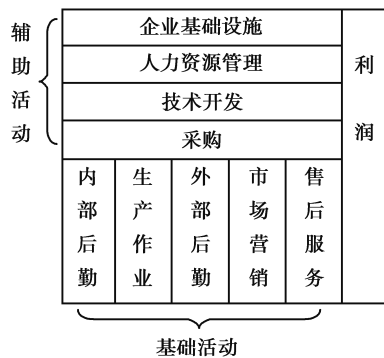 辅助活动
企业基础设施
人力资源管理
技术开发
采购
利润
内部后勤
生产作业
外部后勤
市场营销
售后服务
基础活动